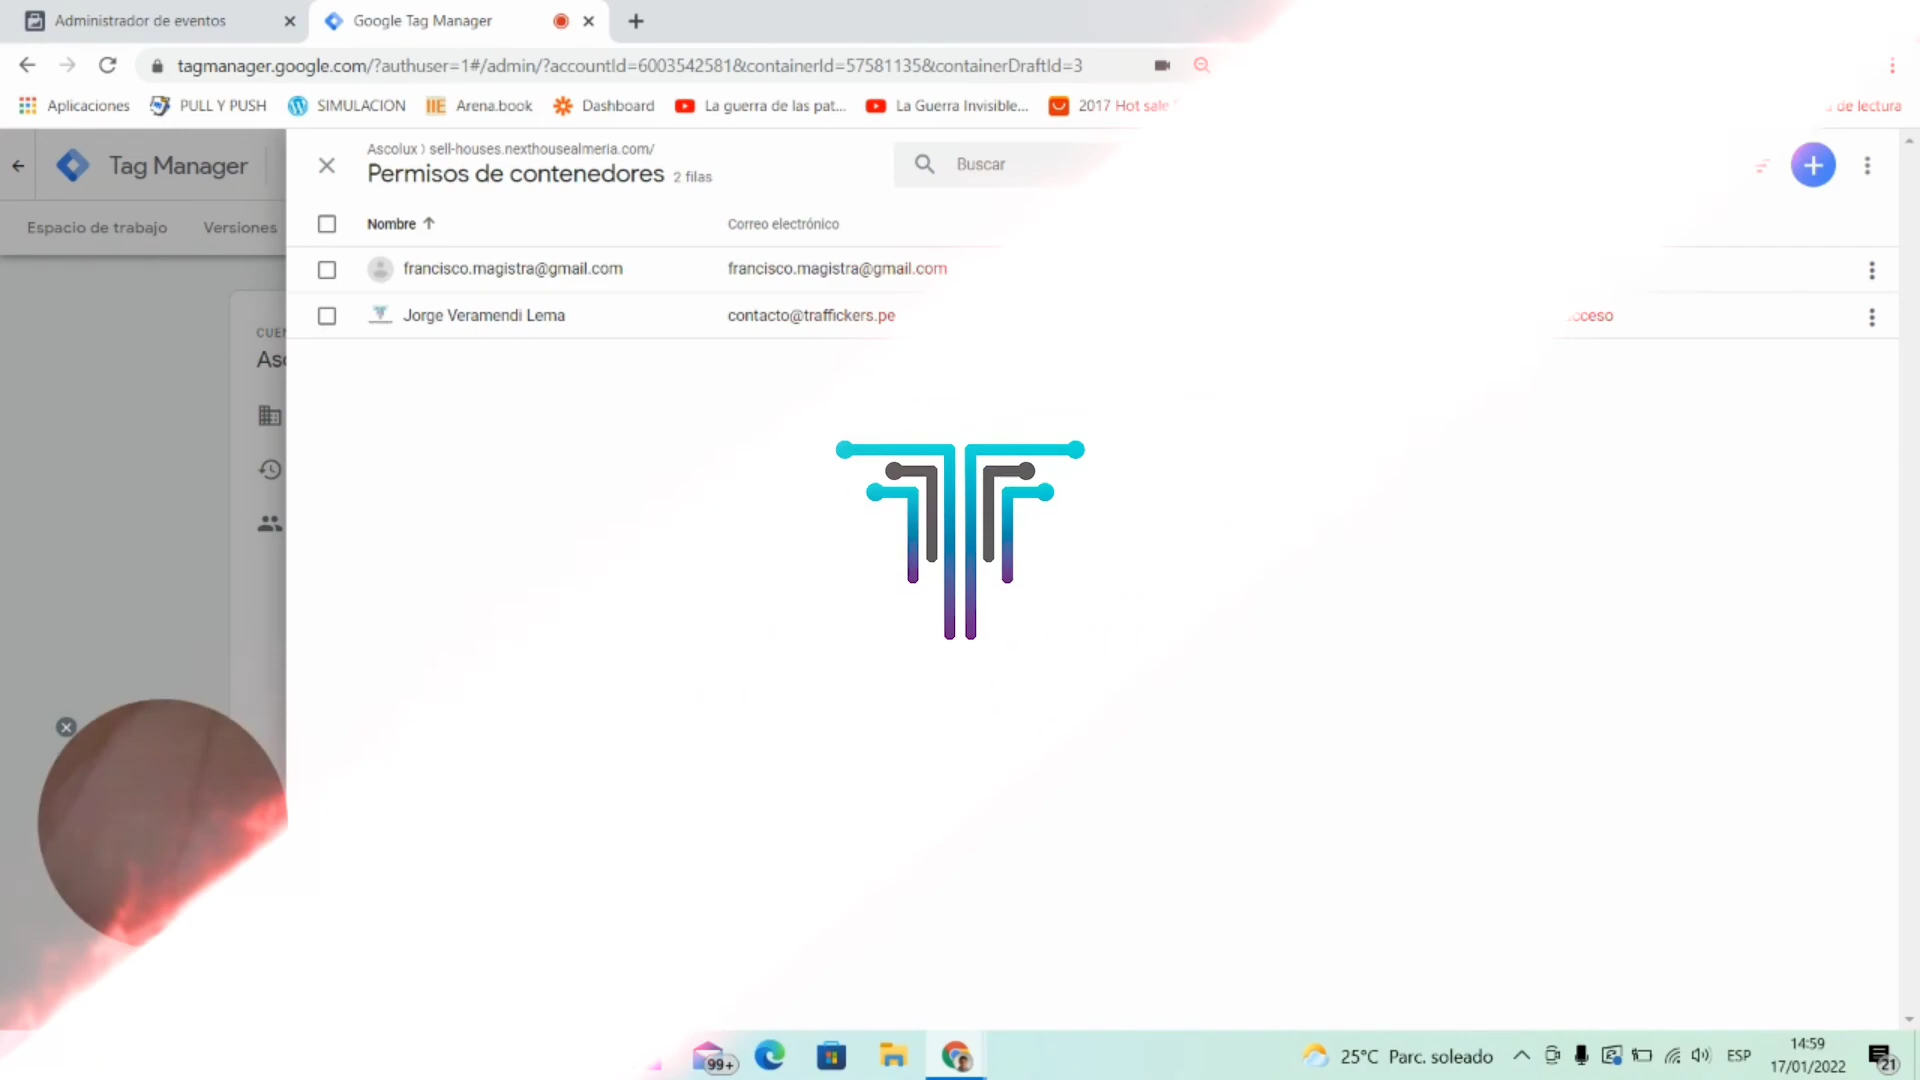 Administrador de eventos
Google Tag Manager
tagmanager.google.com/?authuser=1#/admin/?accountId=6003542581&containerId=57581135&containerDraftId=3
Aplicaciones
PULL Y PUSH
SIMULACION
Arena.book
Dashboard
La guerra de las pat...
La Guerra Invisible...
2017 Hot sale
de lectura
Tag Manager
Ascolux › sell-houses.nexthousealmeria.com/
Permisos de contenedores 2 filas
Buscar
Espacio de trabajo
Versiones
Nombre
Correo electrónico
francisco.magistra@gmail.com
francisco.magistra@gmail.com
Jorge Veramendi Lema
contacto@traffickers.pe
99+
25°C Parc. soleado
ESP
14:59
17/01/2022
21